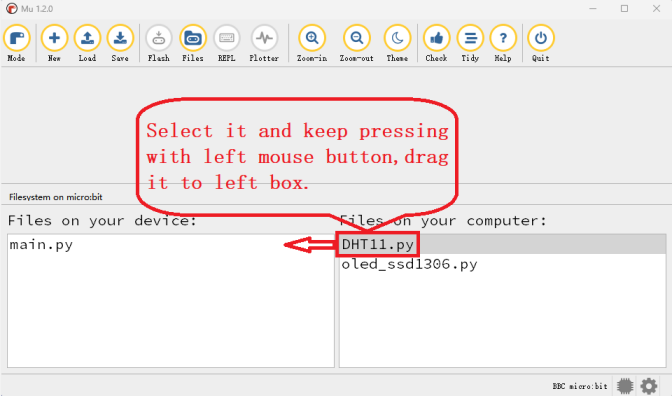 Mu 1.2.0
Mode New Load Save Flash Files REPL Plotter Zoom-in Zoom-out Theme Check Tidy Help Quit
Select it and keep pressing
with left mouse button,drag
it to left box.
Filesystem on micro:bit
Files on your device:
Files on your computer:
main.py
DHT11.py
oled_ssd1306.py
BBC micro:bit